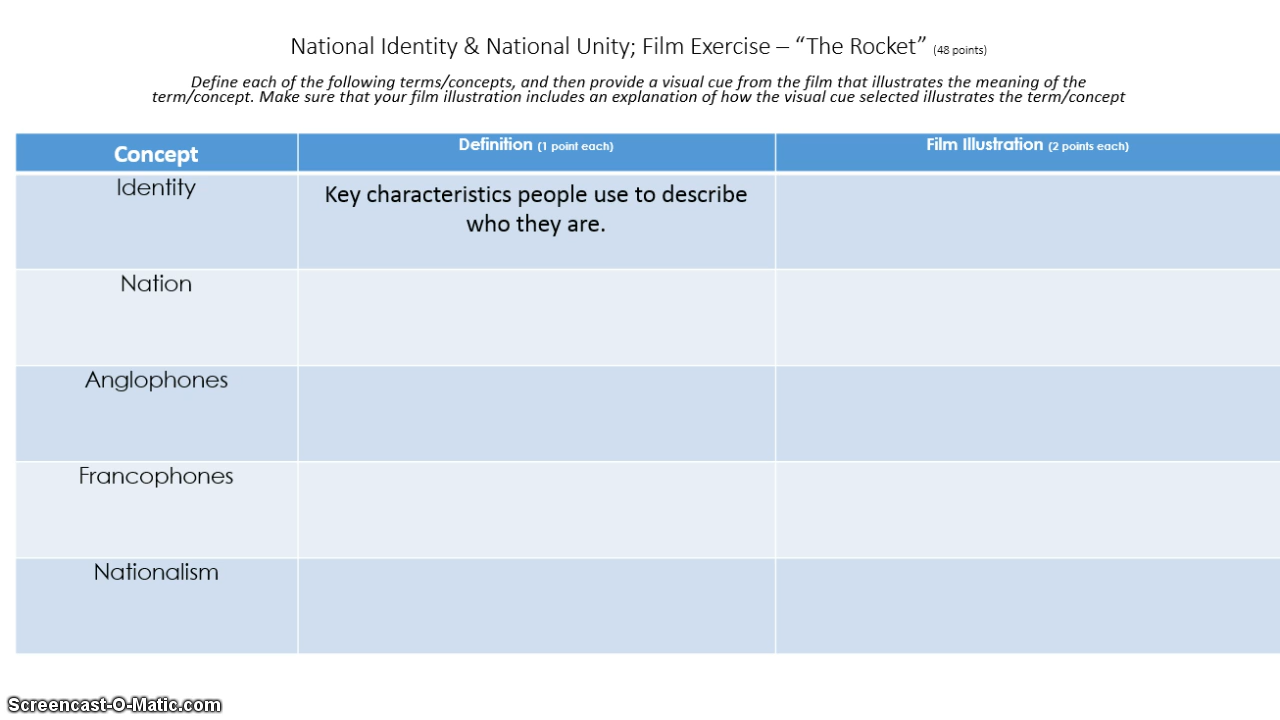 National Identity & National Unity; Film Exercise – “The Rocket” (48 points)
Define each of the following terms/concepts, and then provide a visual cue from the film that illustrates the meaning of the
term/concept. Make sure that your film illustration includes an explanation of how the visual cue selected illustrates the term/concept
Concept
Definition (1 point each)
Film Illustration (2 points each)
Identity
Key characteristics people use to describe
who they are.
Nation
Anglophones
Francophones
Nationalism
Screencast-O-Matic.com